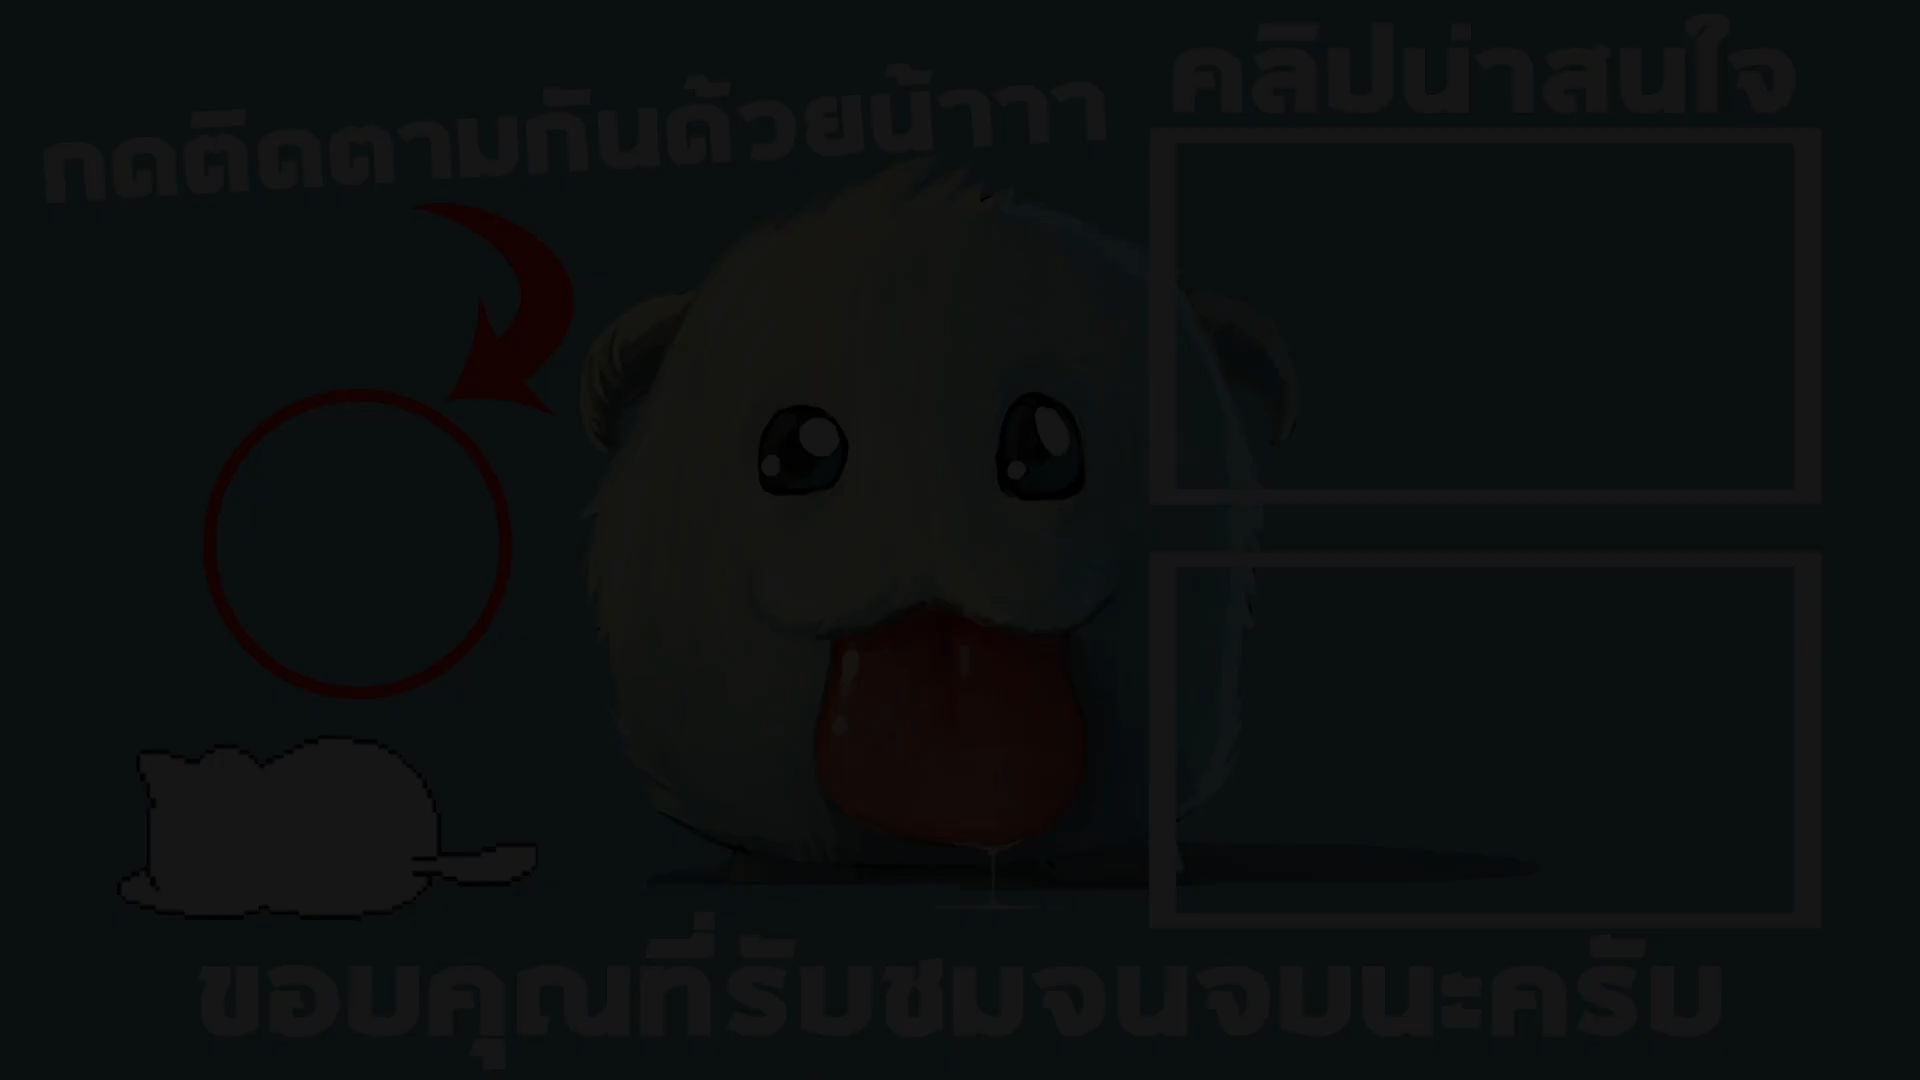 กดติดตามกันด้วยน้าาา
คลิปน่าสนใจ
ขอบคุณที่รับชมจนจบนะครับ